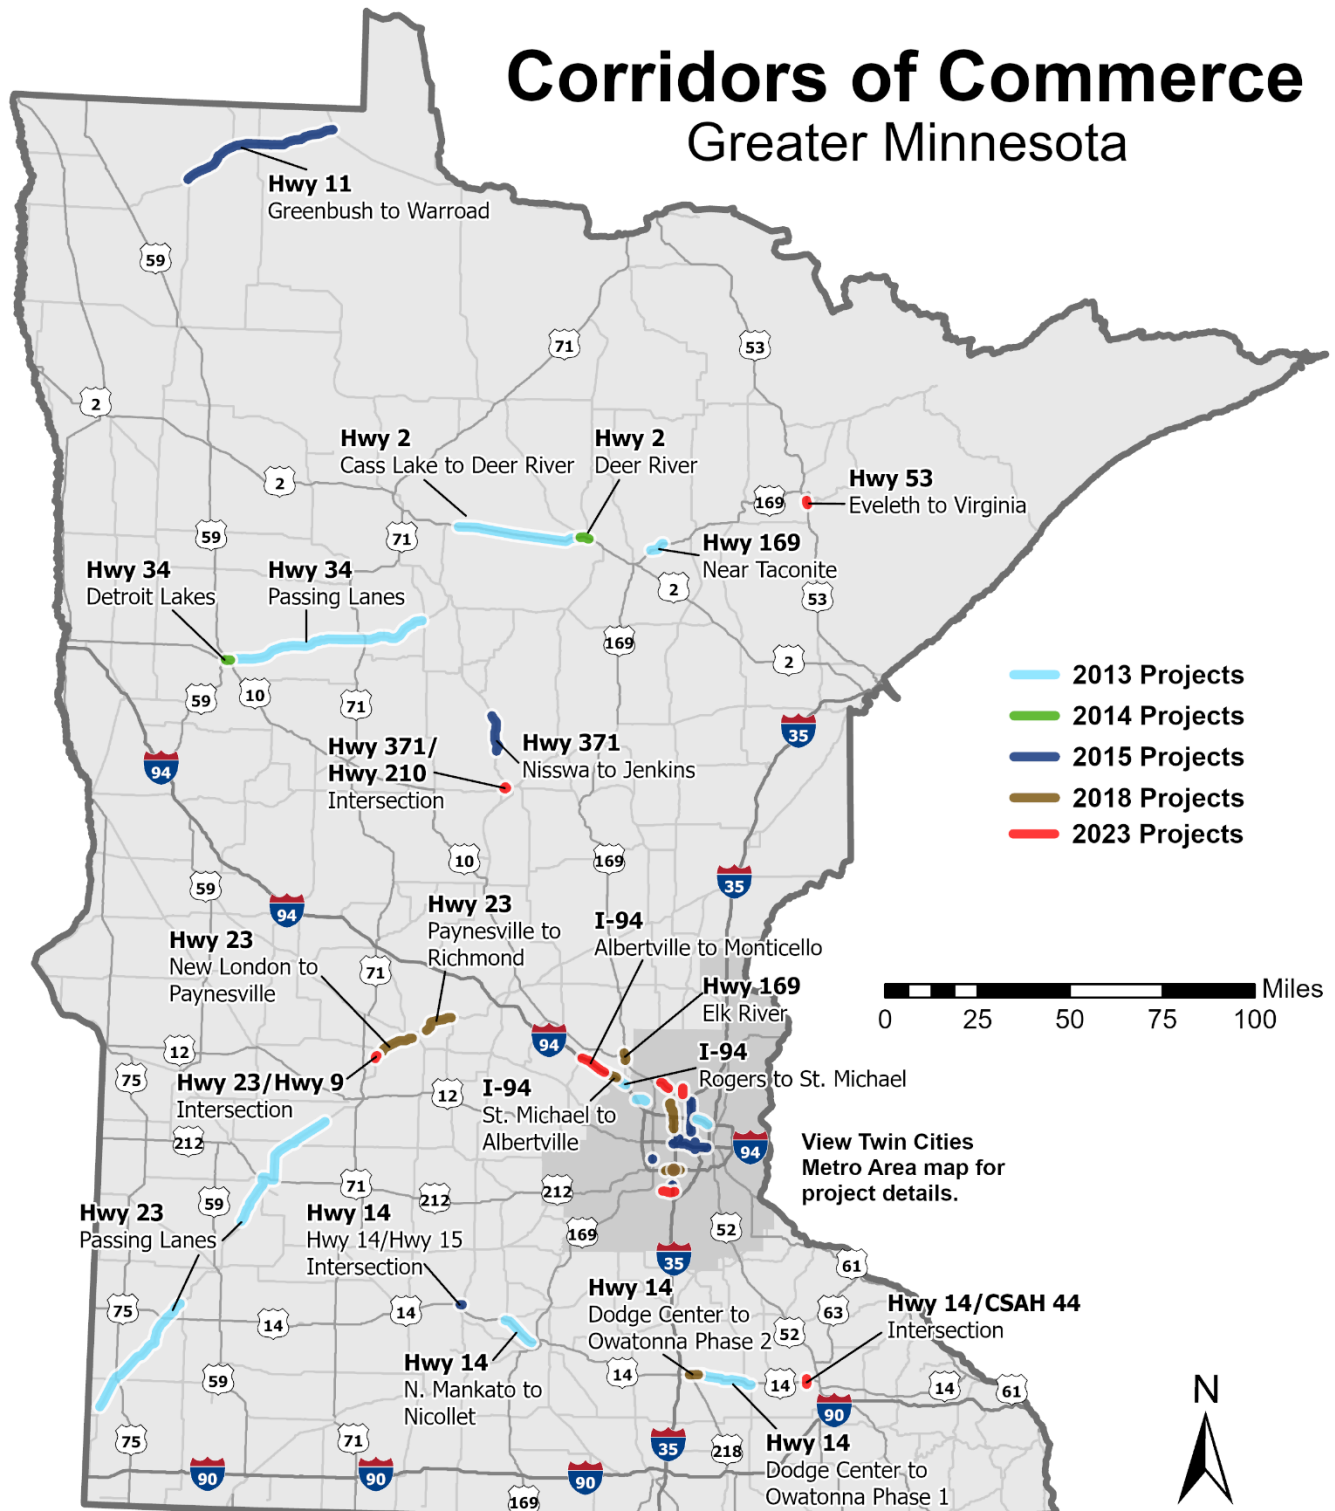 Corridors of Commerce
Greater Minnesota
Hwy 11
Greenbush to Warroad
59
71
53
2
Hwy 2
Cass Lake to Deer River
Hwy 2
Deer River
2
169
Hwy 53
Eveleth to Virginia
59
71
Hwy 169
Near Taconite
Hwy 34
Detroit Lakes
Hwy 34
Passing Lanes
2
53
169
2
59
10
71
2013 Projects
2014 Projects
2015 Projects
2018 Projects
2023 Projects
35
94
Hwy 371/
Hwy 210
Intersection
Hwy 371
Nisswa to Jenkins
10
169
35
59
94
Hwy 23
Paynesville to
Richmond
I-94
Albertville to Monticello
Hwy 23
New London to
Paynesville
71
Hwy 169
Elk River
Miles
0 25 50 75 100
94
12
75
I-94
Rogers to St. Michael
Hwy 23/Hwy 9
Intersection
12
I-94
St. Michael to
Albertville
212
94
View Twin Cities
Metro Area map for
project details.
71
212
212
59
Hwy 23
Passing Lanes
Hwy 14
Hwy 14/Hwy 15
Intersection
169
52
35
61
75
14
14
Hwy 14
Dodge Center to
Owatonna Phase 2
63
52
Hwy 14/CSAH 44
Intersection
Hwy 14
N. Mankato to
Nicollet
59
14
14
14
61
90
N
75
71
35
218
Hwy 14
Dodge Center to
Owatonna Phase 1
90
90
90
169